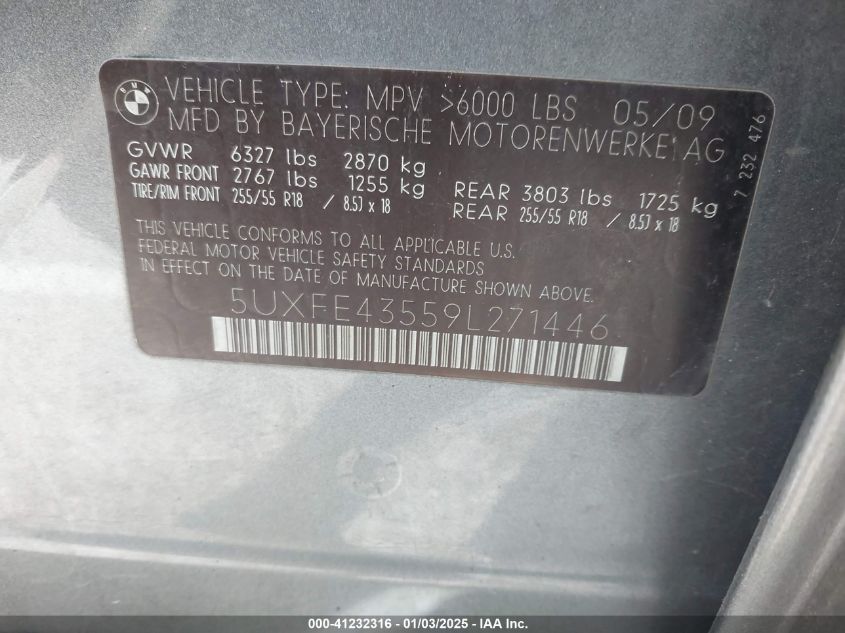 BMW
VEHICLE TYPE: MPV >6000 LBS 05/09
MFD BY BAYERISCHE MOTORENWERKE AG
GVWR 6327 lbs 2870 kg
GAWR FRONT 2767 lbs 1255 kg REAR 3803 lbs 1725 kg
TIRE/RIM FRONT 255/55 R18 / 8.5J x 18 REAR 255/55 R18 / 8.5J x 18
THIS VEHICLE CONFORMS TO ALL APPLICABLE U.S.
FEDERAL MOTOR VEHICLE SAFETY STANDARDS
IN EFFECT ON THE DATE OF MANUFACTURE SHOWN ABOVE.
5UXFE43559L271446
7 232 476
000-41232316 - 01/03/2025 - IAA Inc.